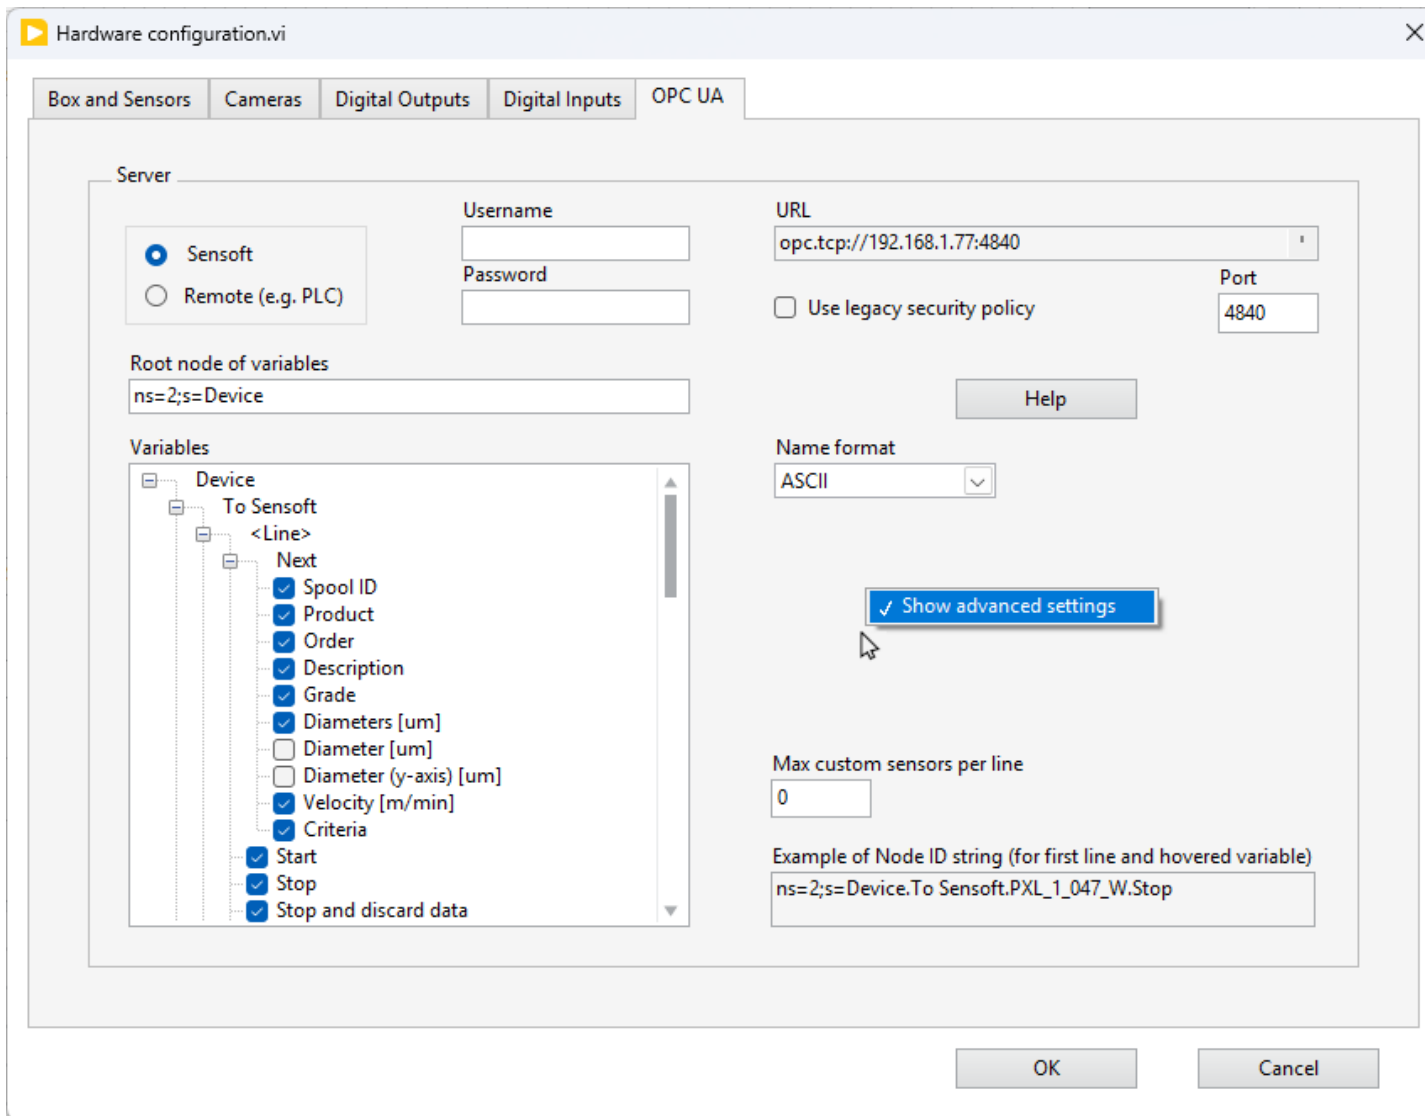 Hardware configuration.vi
Box and Sensors
Cameras
Digital Outputs
Digital Inputs
OPC UA
Server
Sensoft
Remote (e.g. PLC)
Username
Password
URL
opc.tcp://192.168.1.77:4840
Use legacy security policy
Port
4840
Root node of variables
ns=2;s=Device
Help
Variables
Device
To Sensoft
<Line>
Next
Spool ID
Product
Order
Description
Grade
Diameters [um]
Diameter [um]
Diameter (y-axis) [um]
Velocity [m/min]
Criteria
Start
Stop
Stop and discard data
Name format
ASCII
Show advanced settings
Max custom sensors per line
0
Example of Node ID string (for first line and hovered variable)
ns=2;s=Device.To Sensoft.PXL_1_047_W.Stop
OK
Cancel